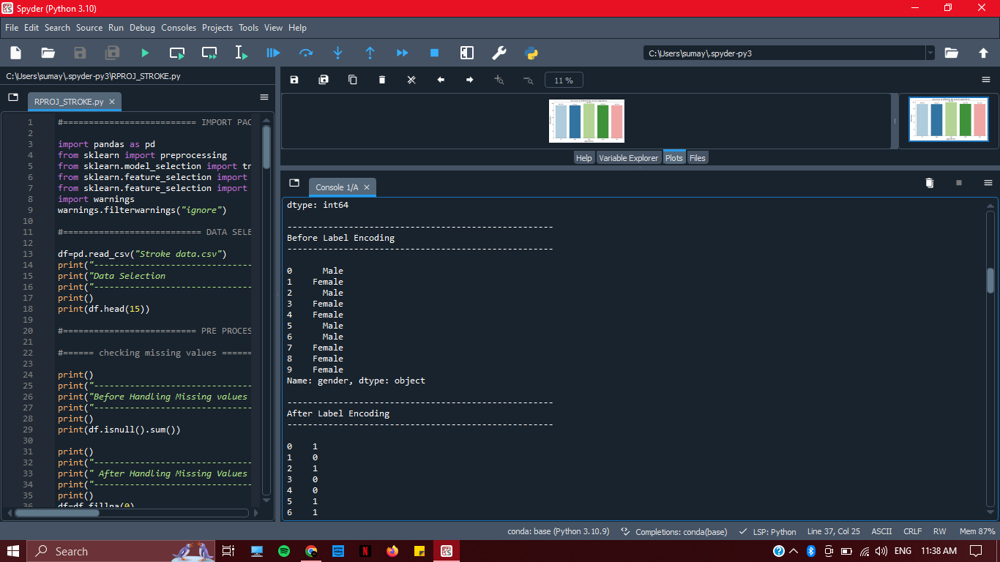 Spyder (Python 3.10)
File Edit Search Source Run Debug Consoles Projects Tools View Help
C:\Users\sumay\.spyder-py3
C:\Users\sumay\.spyder-py3\RPROJ_STROKE.py
RPROJ_STROKE.py
1 #========================== IMPORT PAC
2
3 import pandas as pd
4 from sklearn import preprocessing
5 from sklearn.model_selection import tr
6 from sklearn.feature_selection import
7 from sklearn.feature_selection import
8 import warnings
9 warnings.filterwarnings("ignore")
10
11 #=========================== DATA SELE
12
13 df=pd.read_csv("Stroke data.csv")
14 print("-------------------------------
15 print("Data Selection
16 print("-------------------------------
17 print()
18 print(df.head(15))
19
20 #========================== PRE PROCES
21
22 #====== checking missing values ======
23
24 print()
25 print("-------------------------------
26 print("Before Handling Missing values
27 print("-------------------------------
28 print()
29 print(df.isnull().sum())
30
31 print()
32 print("-------------------------------
33 print(" After Handling Missing Values
34 print("-------------------------------
35 print()
36 df=df.fillna(0)
11 %
Help Variable Explorer Plots Files
Console 1/A
dtype: int64
----------------------------------------------------
Before Label Encoding
----------------------------------------------------
0 Male
1 Female
2 Male
3 Female
4 Female
5 Male
6 Male
7 Female
8 Female
9 Female
Name: gender, dtype: object
----------------------------------------------------
After Label Encoding
----------------------------------------------------
0 1
1 0
2 1
3 0
4 0
5 1
6 1
conda: base (Python 3.10.9) Completions: conda(base) LSP: Python Line 37, Col 25 ASCII CRLF RW Mem 87%
Search
ENG 11:38 AM